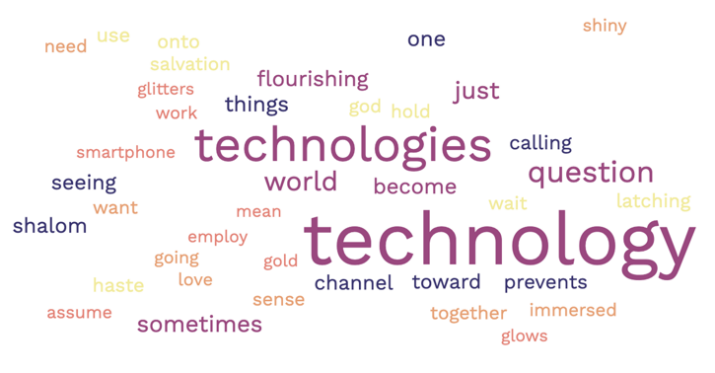 shiny
one
need use onto
salvation
flourishing
glitters just
things god hold
work
technologies calling
smartphone
question
seeing world become
want wait latching
mean
shalom
technology
employ
going gold
love
haste channel toward prevents
sense
assume together immersed
sometimes
glows